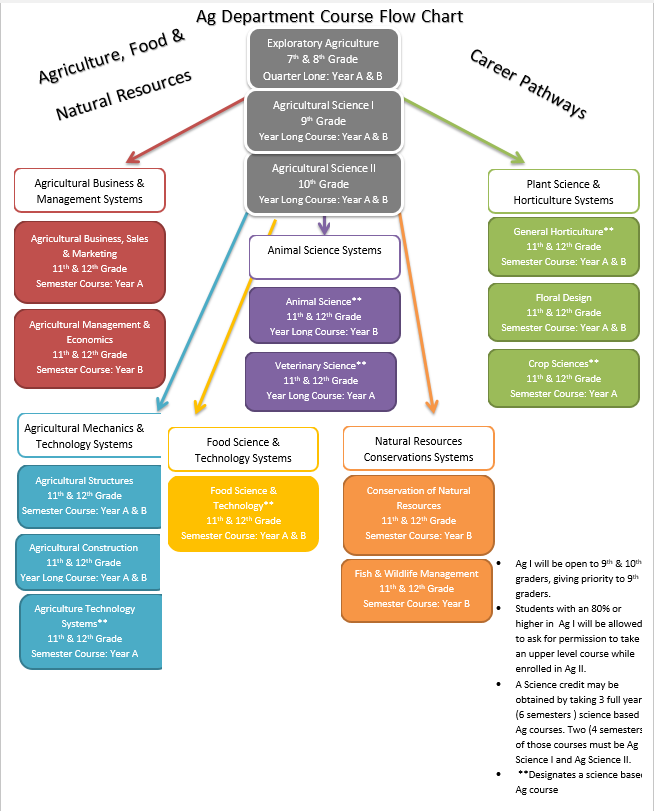 Ag Department Course Flow Chart
Agriculture, Food &
Natural Resources
Career Pathways
Exploratory Agriculture
7th & 8th Grade
Quarter Lone: Year A & B
Agricultural Science I
9th Grade
Year Long Course: Year A & B
Agricultural Science II
10th Grade
Year Long Course: Year A & B
Agricultural Business &
Management Systems
Agricultural Business, Sales
& Marketing
11th & 12th Grade
Semester Course: Year A
Agricultural Management &
Economics
11th & 12th Grade
Semester Course: Year B
Animal Science Systems
Animal Science**
11th & 12th Grade
Year Long Course: Year B
Veterinary Science**
11th & 12th Grade
Year Long Course: Year A
Plant Science &
Horticulture Systems
General Horticulture**
11th & 12th Grade
Semester Course: Year A & B
Floral Design
11th & 12th Grade
Semester Course: Year A & B
Crop Sciences**
11th & 12th Grade
Semester Course: Year A
Agricultural Mechanics &
Technology Systems
Agricultural Structures
11th & 12th Grade
Semester Course: Year A & B
Agricultural Construction
11th & 12th Grade
Year Long Course: Year A & B
Agriculture Technology
Systems**
11th & 12th Grade
Semester Course: Year A
Food Science &
Technology Systems
Food Science &
Technology**
11th & 12th Grade
Semester Course: Year A & B
Natural Resources
Conservations Systems
Conservation of Natural
Resources
11th & 12th Grade
Semester Course: Year B
Fish & Wildlife Management
11th & 12th Grade
Semester Course: Year B
• Ag I will be open to 9th & 10th
graders, giving priority to 9th
graders.
• Students with an 80% or
higher in Ag I will be allowed
to ask for permission to take
an upper level course while
enrolled in Ag II.
• A Science credit may be
obtained by taking 3 full year
(6 semesters ) science based
Ag courses. Two (4 semesters
of those courses must be Ag
Science I and Ag Science II.
• **Designates a science base
Ag course